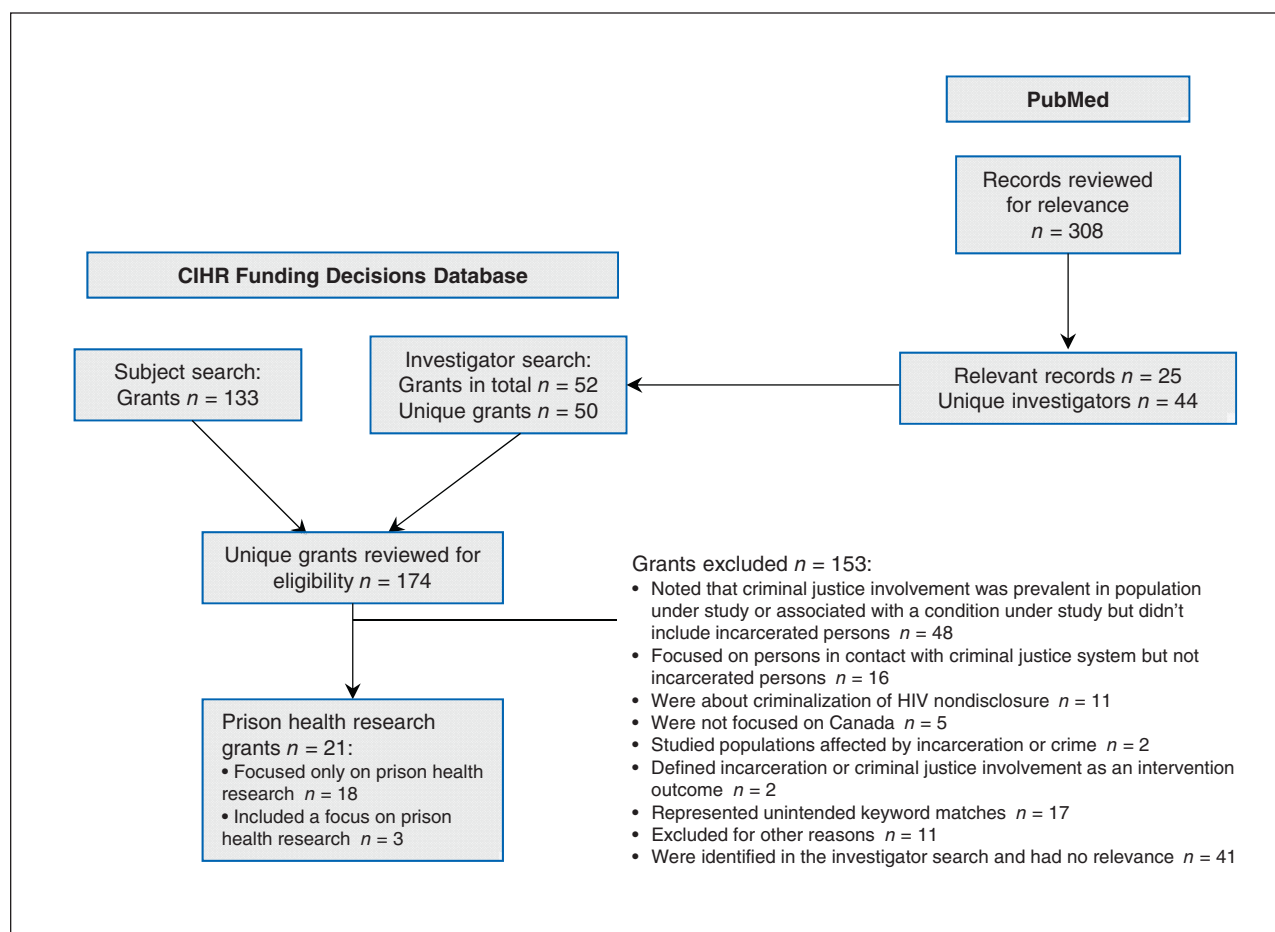 PubMed
Records reviewed
for relevance
n = 308
CIHR Funding Decisions Database
Subject search:
Grants n = 133
Investigator search:
Grants in total n = 52
Unique grants n = 50
Relevant records n = 25
Unique investigators n = 44
Unique grants reviewed for
eligibility n = 174
Grants excluded n = 153:
• Noted that criminal justice involvement was prevalent in population
under study or associated with a condition under study but didn’t
include incarcerated persons n = 48
• Focused on persons in contact with criminal justice system but not
incarcerated persons n = 16
• Were about criminalization of HIV nondisclosure n = 11
• Were not focused on Canada n = 5
• Studied populations affected by incarceration or crime n = 2
• Defined incarceration or criminal justice involvement as an intervention
outcome n = 2
• Represented unintended keyword matches n = 17
• Excluded for other reasons n = 11
• Were identified in the investigator search and had no relevance n = 41
Prison health research
grants n = 21:
• Focused only on prison health
research n = 18
• Included a focus on prison
health research n = 3